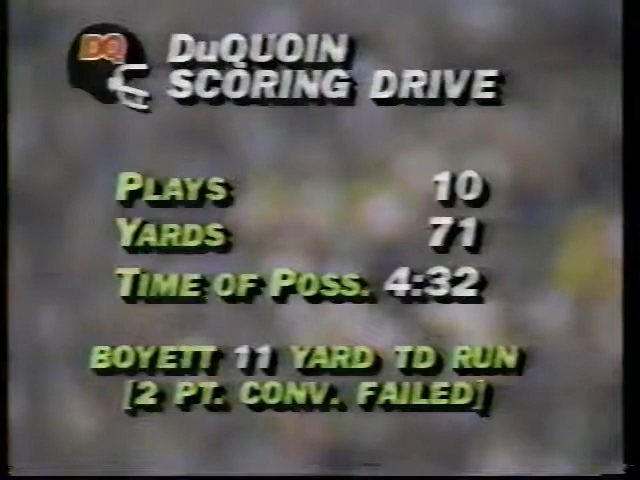 DQ
DuQUOIN
SCORING DRIVE
PLAYS 10
YARDS 71
TIME OF POSS. 4:32
BOYETT 11 YARD TD RUN
[2 PT. CONV. FAILED]